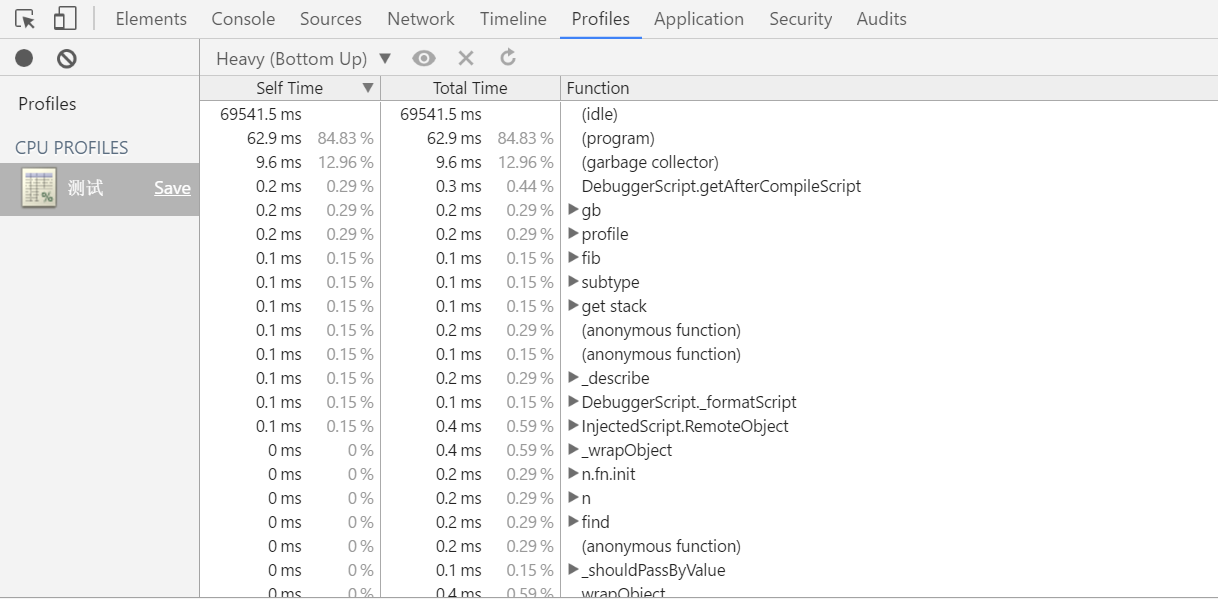 Elements Console Sources Network Timeline Profiles Application Security Audits
Heavy (Bottom Up)
Profiles
CPU PROFILES
测试 Save
Self Time Total Time Function
69541.5 ms 69541.5 ms (idle)
62.9 ms 84.83 % 62.9 ms 84.83 % (program)
9.6 ms 12.96 % 9.6 ms 12.96 % (garbage collector)
0.2 ms 0.29 % 0.3 ms 0.44 % DebuggerScript.getAfterCompileScript
0.2 ms 0.29 % 0.2 ms 0.29 % gb
0.2 ms 0.29 % 0.2 ms 0.29 % profile
0.1 ms 0.15 % 0.1 ms 0.15 % fib
0.1 ms 0.15 % 0.1 ms 0.15 % subtype
0.1 ms 0.15 % 0.1 ms 0.15 % get stack
0.1 ms 0.15 % 0.2 ms 0.29 % (anonymous function)
0.1 ms 0.15 % 0.1 ms 0.15 % (anonymous function)
0.1 ms 0.15 % 0.2 ms 0.29 % _describe
0.1 ms 0.15 % 0.1 ms 0.15 % DebuggerScript._formatScript
0.1 ms 0.15 % 0.4 ms 0.59 % InjectedScript.RemoteObject
0 ms 0 % 0.4 ms 0.59 % _wrapObject
0 ms 0 % 0.2 ms 0.29 % n.fn.init
0 ms 0 % 0.2 ms 0.29 % n
0 ms 0 % 0.2 ms 0.29 % find
0 ms 0 % 0.2 ms 0.29 % (anonymous function)
0 ms 0 % 0.1 ms 0.15 % _shouldPassByValue
0 ms 0 % 0.4 ms 0.59 % wrapObject